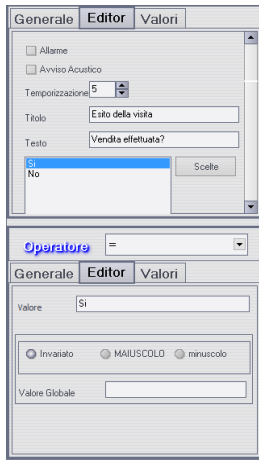 Generale Editor Valori
Allarme
Avviso Acustico
Temporizzazione 5
Titolo Esito della visita
Testo Vendita effettuata?
Si
No
Scelte
Operatore =
Generale Editor Valori
Valore Si
Invariato MAIUSCOLO minuscolo
Valore Globale